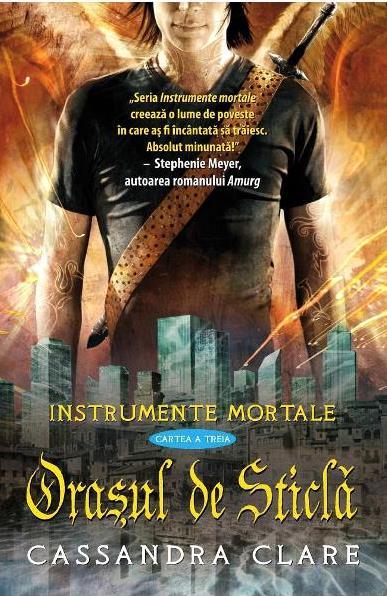 „Seria Instrumente mortale
creează o lume de poveste
în care aș fi încântată să trăiesc.
Absolut minunată!”
– Stephenie Meyer,
autoarea romanului Amurg
INSTRUMENTE MORTALE
CARTEA A TREIA
Orașul de Sticlă
CASSANDRA CLARE